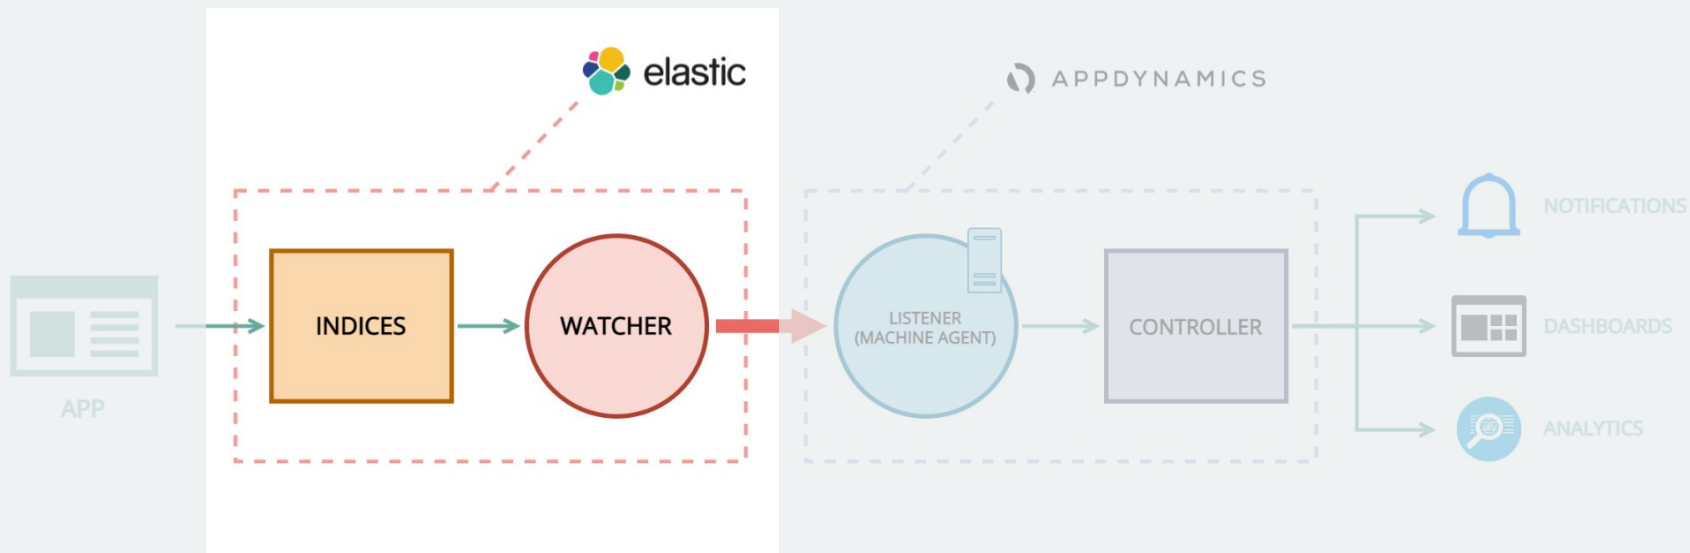 elastic
APPDYNAMICS
APP
INDICES
WATCHER
LISTENER
(MACHINE AGENT)
CONTROLLER
NOTIFICATIONS
DASHBOARDS
ANALYTICS